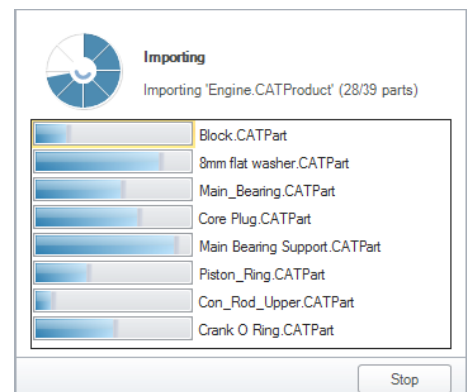 Importing
Importing 'Engine.CATProduct' (28/39 parts)
Block.CATPart
8mm flat washer.CATPart
Main_Bearing.CATPart
Core Plug.CATPart
Main Bearing Support.CATPart
Piston_Ring.CATPart
Con_Rod_Upper.CATPart
Crank O Ring.CATPart
Stop